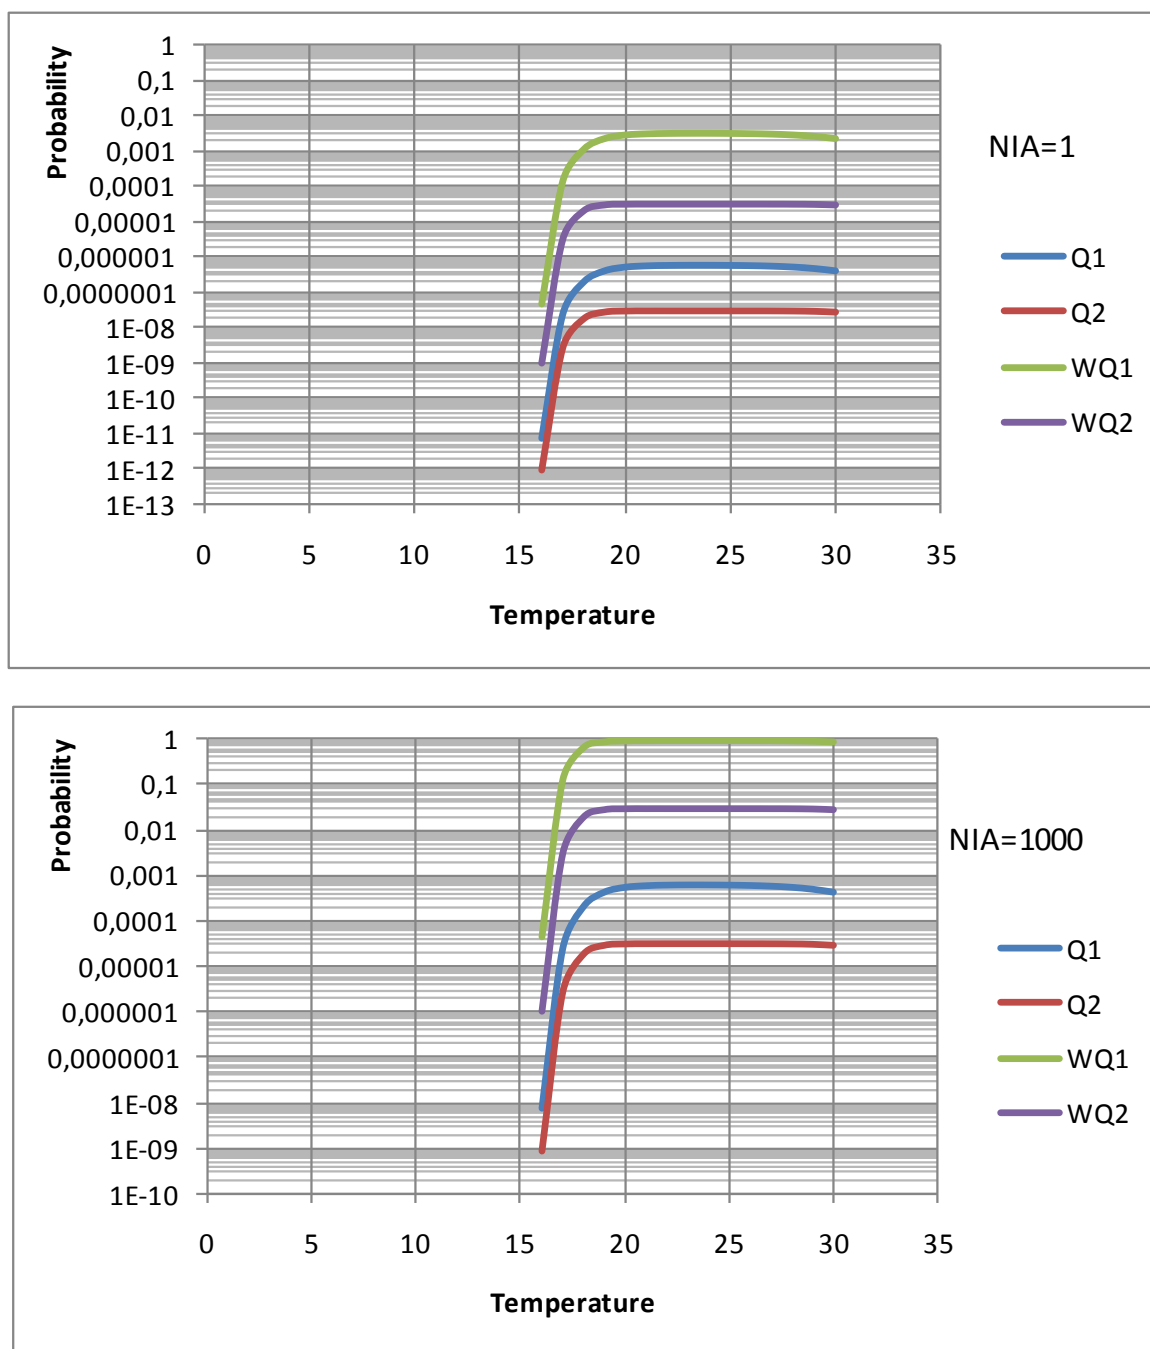 Probability
1
0,1
0,01
0,001
0,0001
0,00001
0,000001
0,0000001
1E-08
1E-09
1E-10
1E-11
1E-12
1E-13
0 5 10 15 20 25 30 35
Temperature
NIA=1
Q1
Q2
WQ1
WQ2
Probability
1
0,1
0,01
0,001
0,0001
0,00001
0,000001
0,0000001
1E-08
1E-09
1E-10
0 5 10 15 20 25 30 35
Temperature
NIA=1000
Q1
Q2
WQ1
WQ2